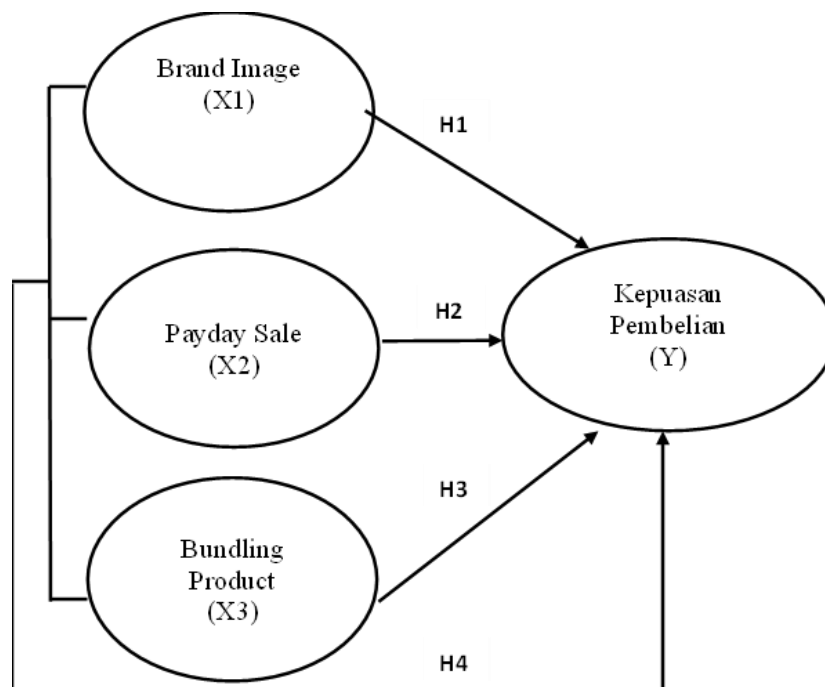 Brand Image
(X1)
H1
Payday Sale
(X2)
H2
Kepuasan
Pembelian
(Y)
Bundling
Product
(X3)
H3
H4